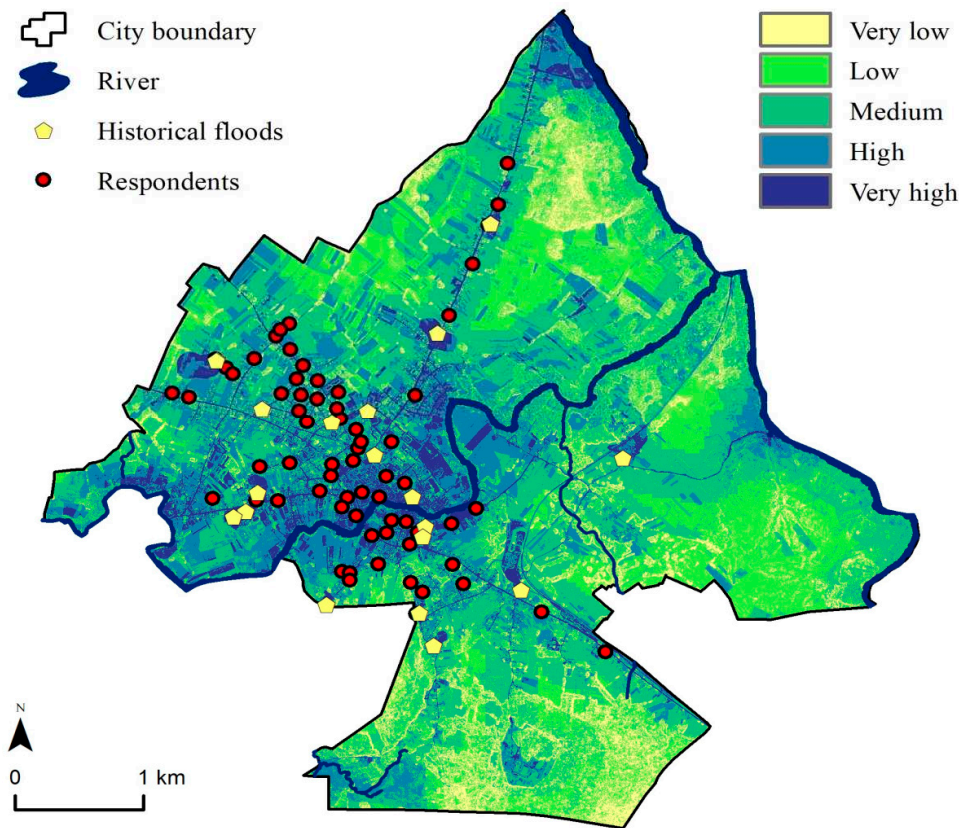 City boundary
River
Historical floods
Respondents
Very low
Low
Medium
High
Very high
N
0 1 km